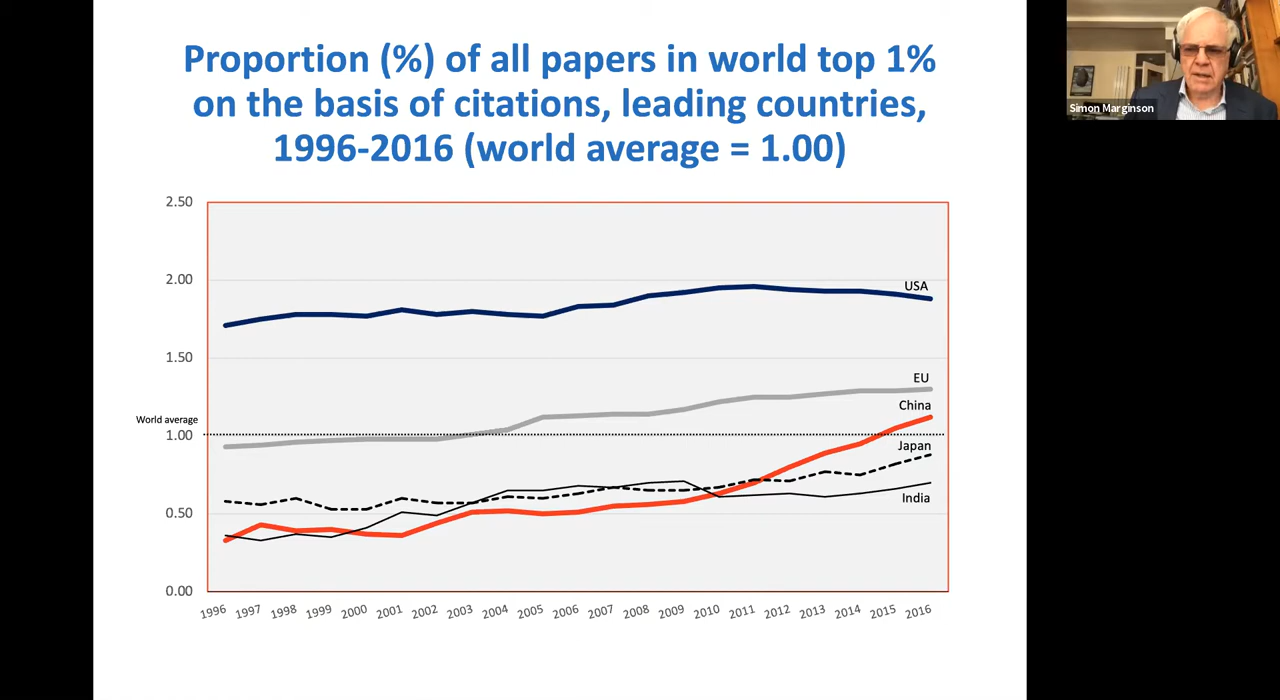 Proportion (%) of all papers in world top 1%
on the basis of citations, leading countries,
1996-2016 (world average = 1.00)
Simon Marginson
2.50
2.00
1.50
World average
1.00
0.50
0.00
USA
EU
China
Japan
India
1996 1997 1998 1999 2000 2001 2002 2003 2004 2005 2006 2007 2008 2009 2010 2011 2012 2013 2014 2015 2016